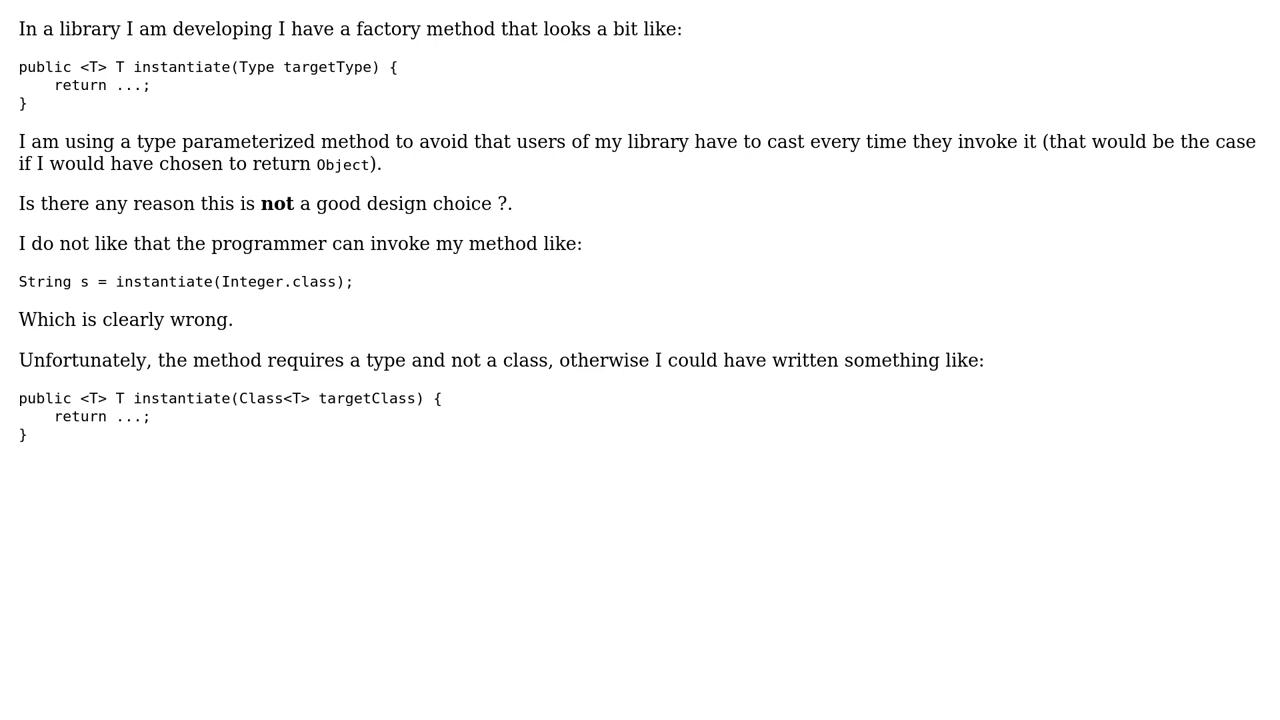 In a library I am developing I have a factory method that looks a bit like:
public <T> T instantiate(Type targetType) {
    return ...;
}
I am using a type parameterized method to avoid that users of my library have to cast every time they invoke it (that would be the case
if I would have chosen to return Object).
Is there any reason this is not a good design choice ?.
I do not like that the programmer can invoke my method like:
String s = instantiate(Integer.class);
Which is clearly wrong.
Unfortunately, the method requires a type and not a class, otherwise I could have written something like:
public <T> T instantiate(Class<T> targetClass) {
    return ...;
}